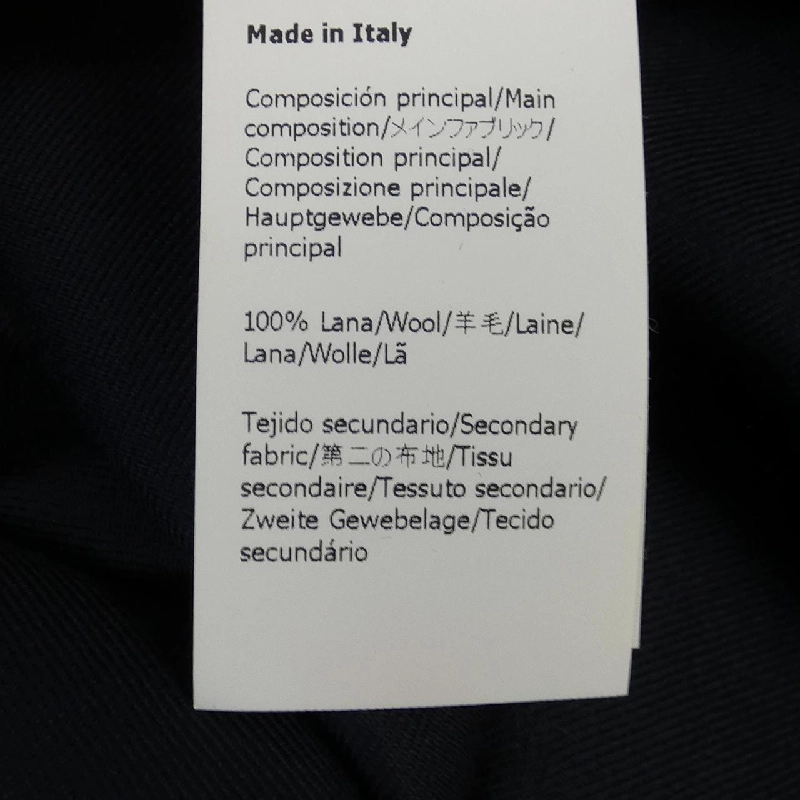 Made in Italy
Composición principal/Main
composition/メインファブリック/
Composition principal/
Composizione principale/
Hauptgewebe/Composição
principal
100% Lana/Wool/羊毛/Laine/
Lana/Wolle/Lã
Tejido secundario/Secondary
fabric/第二の布地/Tissu
secondaire/Tessuto secondario/
Zweite Gewebelage/Tecido
secundário